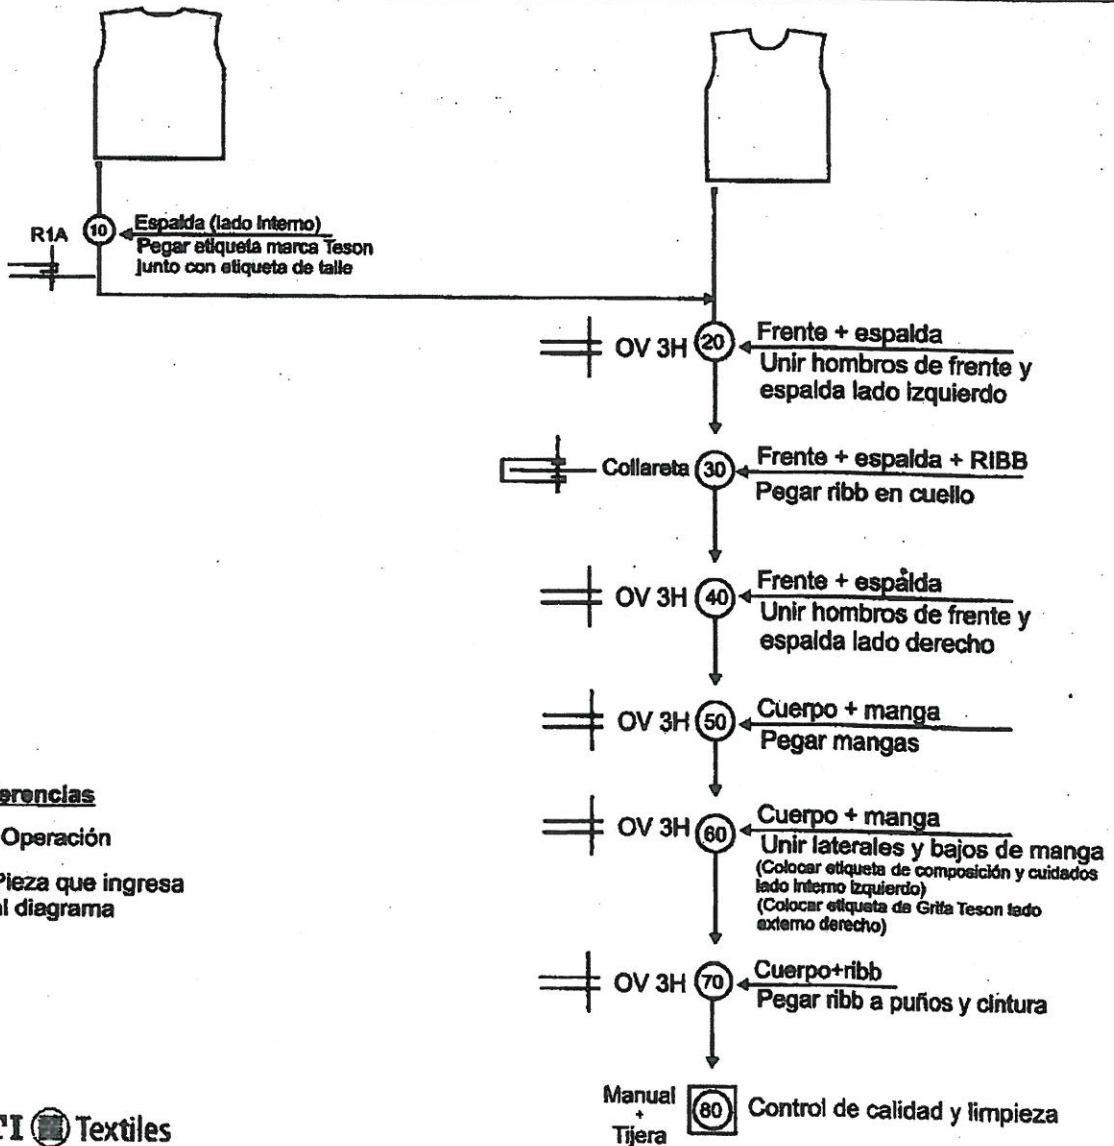 R1A
10
Espalda (lado Interno)
Pegar etiqueta marca Teson
junto con etiqueta de talle
OV 3H 20 Frente + espalda
Unir hombros de frente y
espalda lado izquierdo
Collareta 30 Frente + espalda + RIBB
Pegar ribb en cuello
OV 3H 40 Frente + espalda
Unir hombros de frente y
espalda lado derecho
OV 3H 50 Cuerpo + manga
Pegar mangas
OV 3H 60 Cuerpo + manga
Unir laterales y bajos de manga
(Colocar etiqueta de composición y cuidados
lado Interno Izquierdo)
(Colocar etiqueta de Grifa Teson lado
externo derecho)
OV 3H 70 Cuerpo+ribb
Pegar ribb a puños y cintura
Manual
+
Tijera
80 Control de calidad y limpieza
erencias
Operación
Pieza que ingresa
al diagrama
TI Textiles